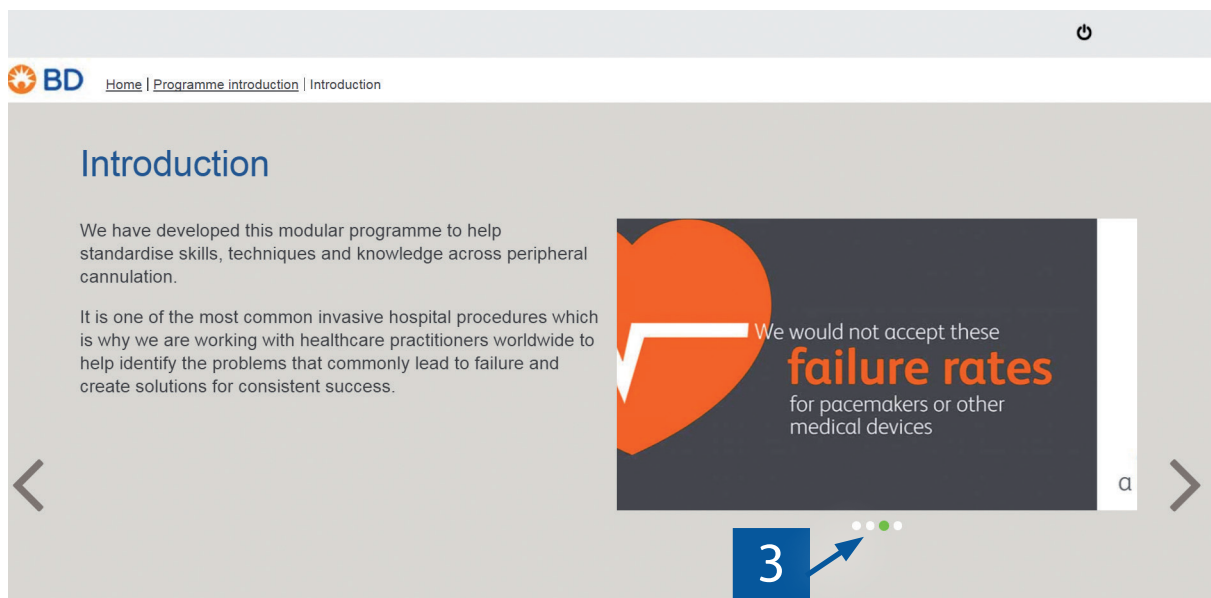 BD
Home | Programme introduction | Introduction
Introduction
We have developed this modular programme to help
standardise skills, techniques and knowledge across peripheral
cannulation.
It is one of the most common invasive hospital procedures which
is why we are working with healthcare practitioners worldwide to
help identify the problems that commonly lead to failure and
create solutions for consistent success.
We would not accept these
failure rates
for pacemakers or other
medical devices
a
3